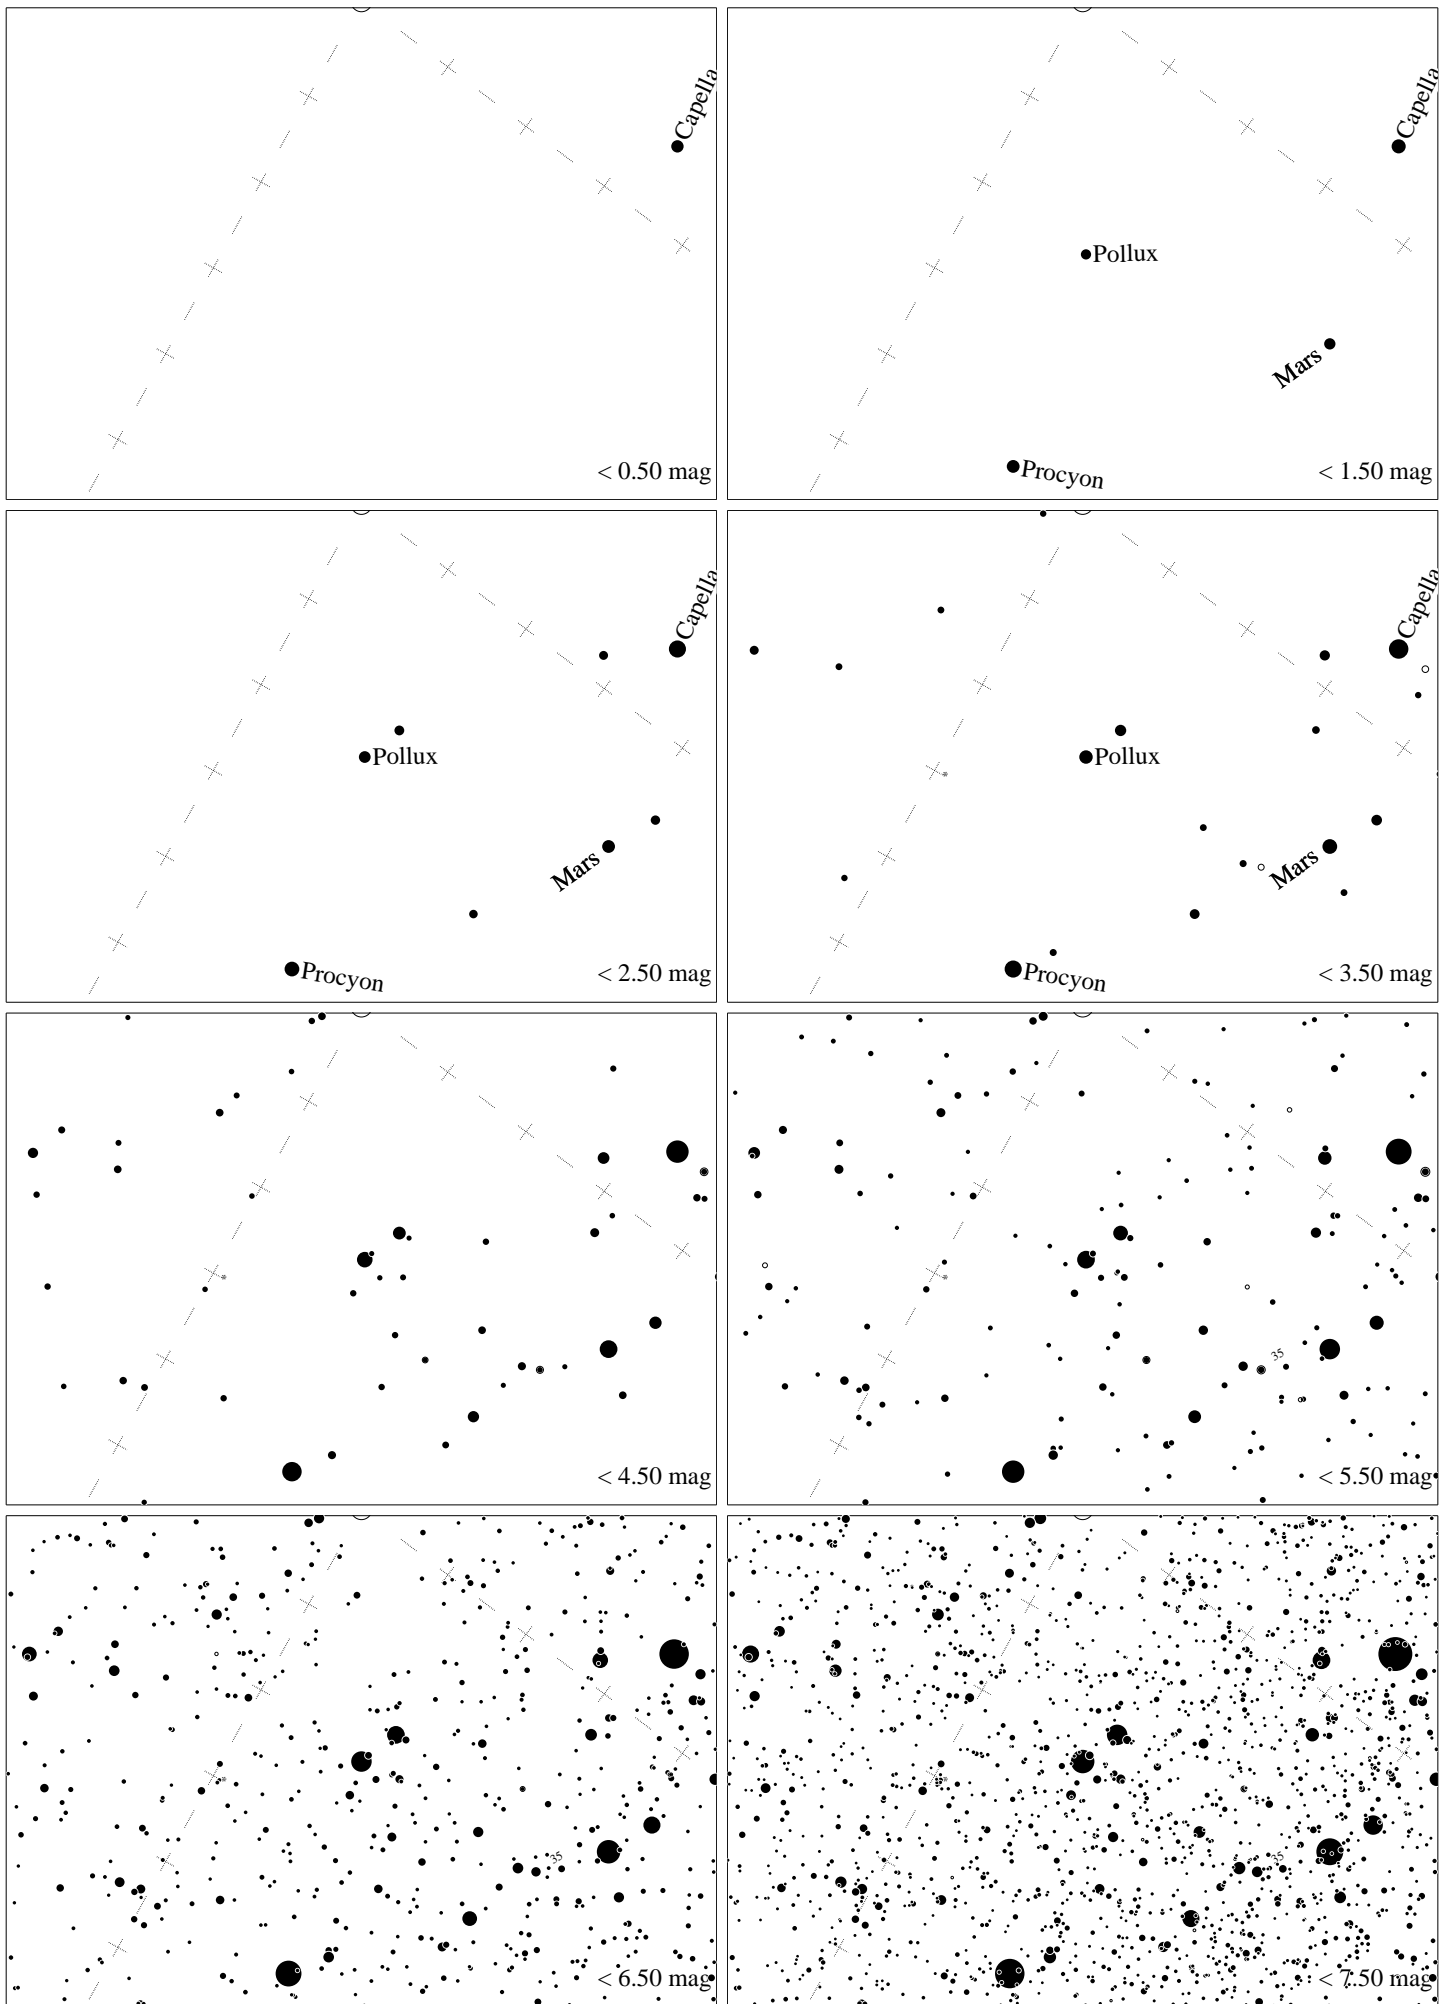 Capella
< 0.50 mag
Capella
Pollux
Mars
Procyon
< 1.50 mag
Capella
Pollux
Mars
Procyon
< 2.50 mag
Capella
Pollux
Mars
Procyon
< 3.50 mag
< 4.50 mag
35
< 5.50 mag
35
< 6.50 mag
35
< 7.50 mag